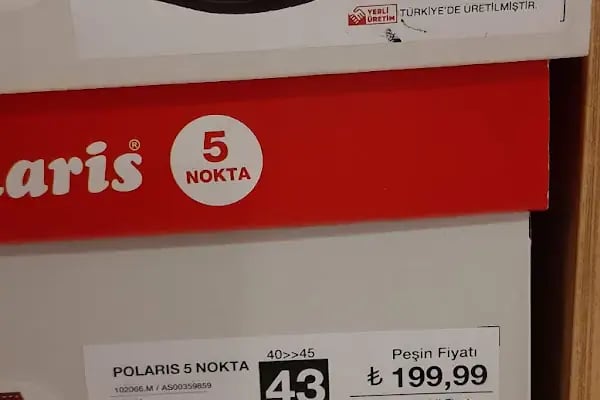 YERLİ
ÜRETİM
TÜRKİYE'DE ÜRETİLMİŞTİR.
laris®
5
NOKTA
40>>45
POLARIS 5 NOKTA
102066.M / AS00359859
43
Peşin Fiyatı
₺ 199,99